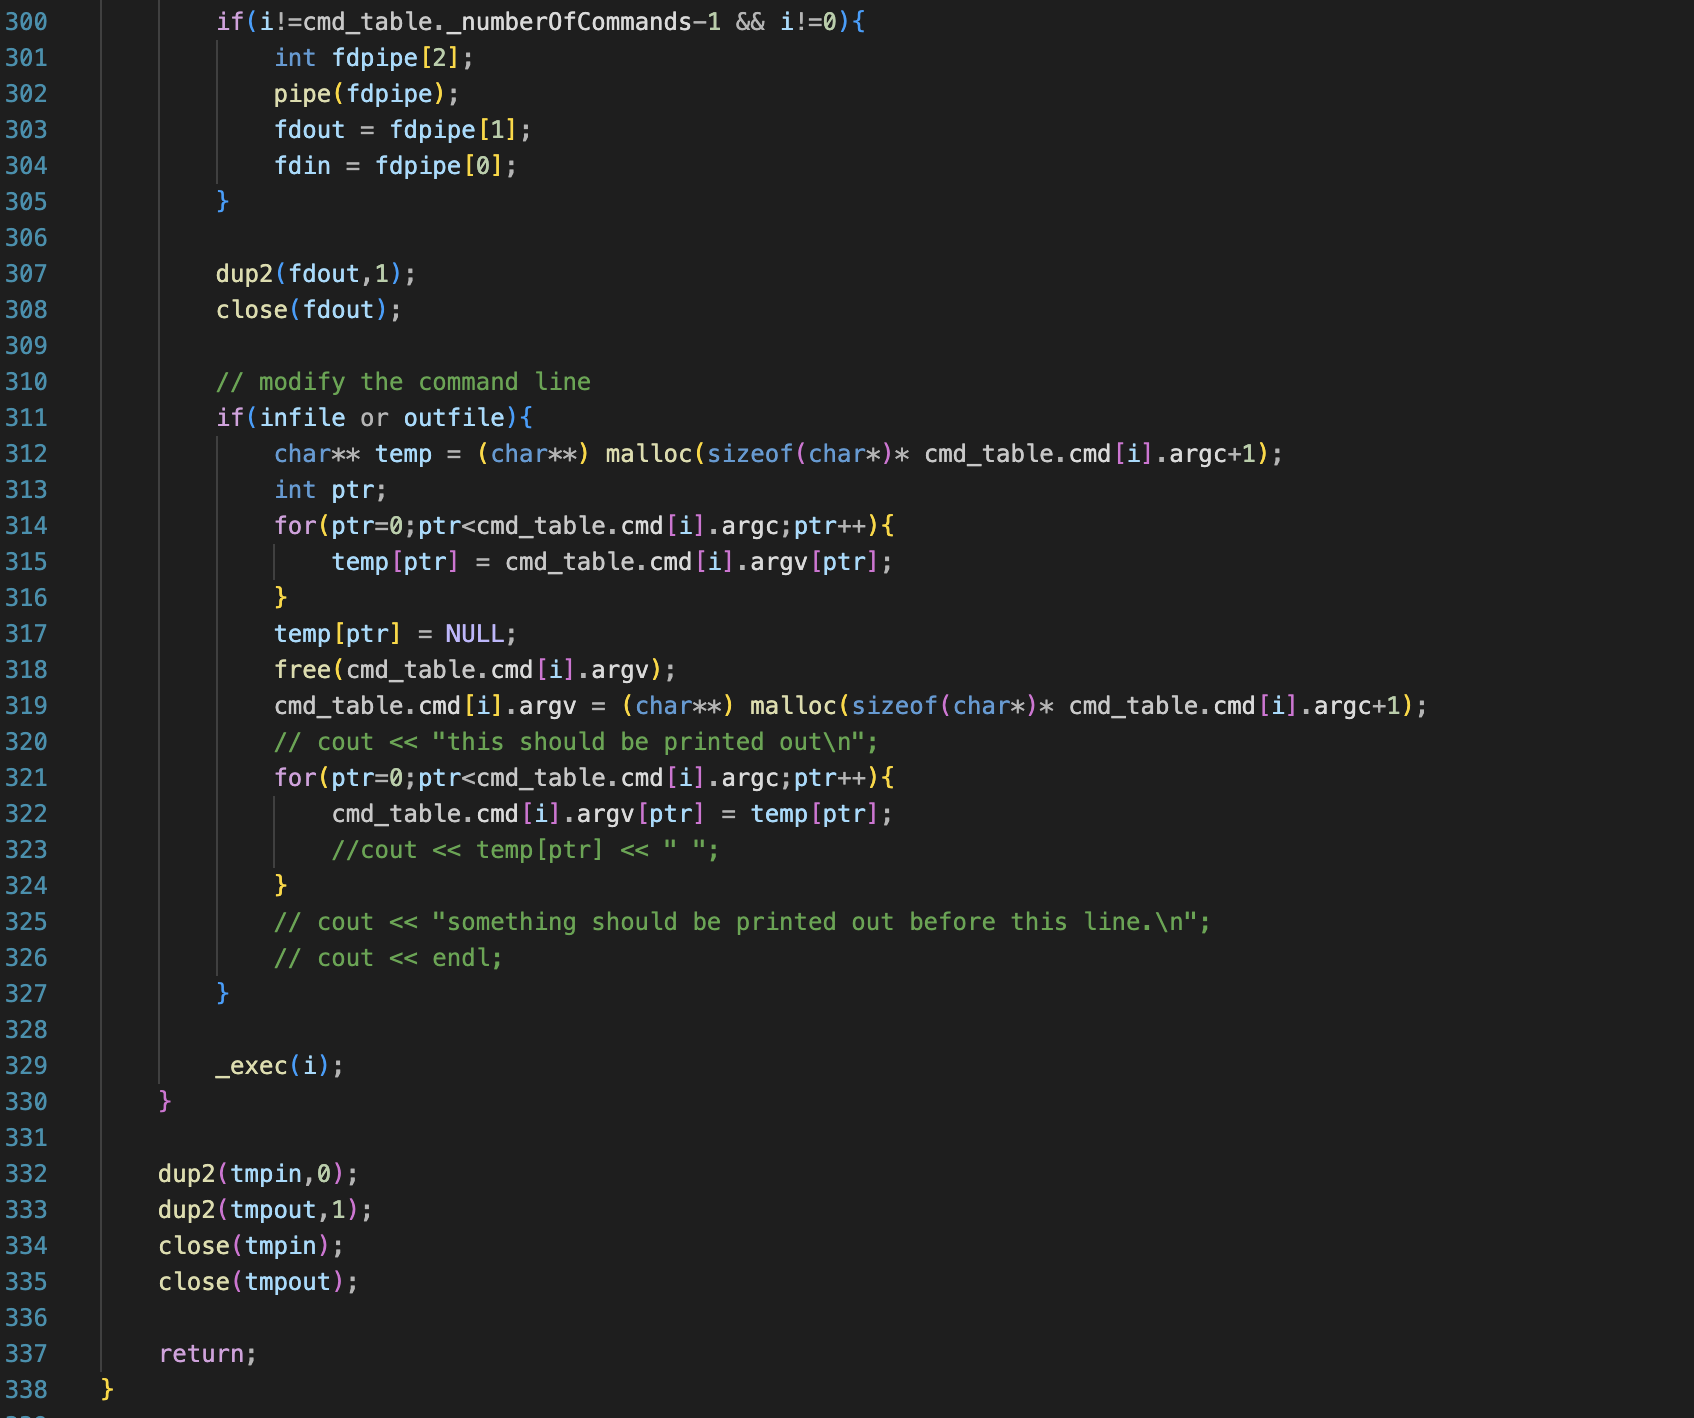 300 if(i!=cmd_table._numberOfCommands-1 && i!=0){
301 int fdpipe[2];
302 pipe(fdpipe);
303 fdout = fdpipe[1];
304 fdin = fdpipe[0];
305 }
306
307 dup2(fdout,1);
308 close(fdout);
309
310 // modify the command line
311 if(infile or outfile){
312 char** temp = (char**) malloc(sizeof(char*)* cmd_table.cmd[i].argc+1);
313 int ptr;
314 for(ptr=0;ptr<cmd_table.cmd[i].argc;ptr++){
315 temp[ptr] = cmd_table.cmd[i].argv[ptr];
316 }
317 temp[ptr] = NULL;
318 free(cmd_table.cmd[i].argv);
319 cmd_table.cmd[i].argv = (char**) malloc(sizeof(char*)* cmd_table.cmd[i].argc+1);
320 // cout << "this should be printed out\n";
321 for(ptr=0;ptr<cmd_table.cmd[i].argc;ptr++){
322 cmd_table.cmd[i].argv[ptr] = temp[ptr];
323 //cout << temp[ptr] << " ";
324 }
325 // cout << "something should be printed out before this line.\n";
326 // cout << endl;
327 }
328
329 _exec(i);
330 }
331
332 dup2(tmpin,0);
333 dup2(tmpout,1);
334 close(tmpin);
335 close(tmpout);
336
337 return;
338 }